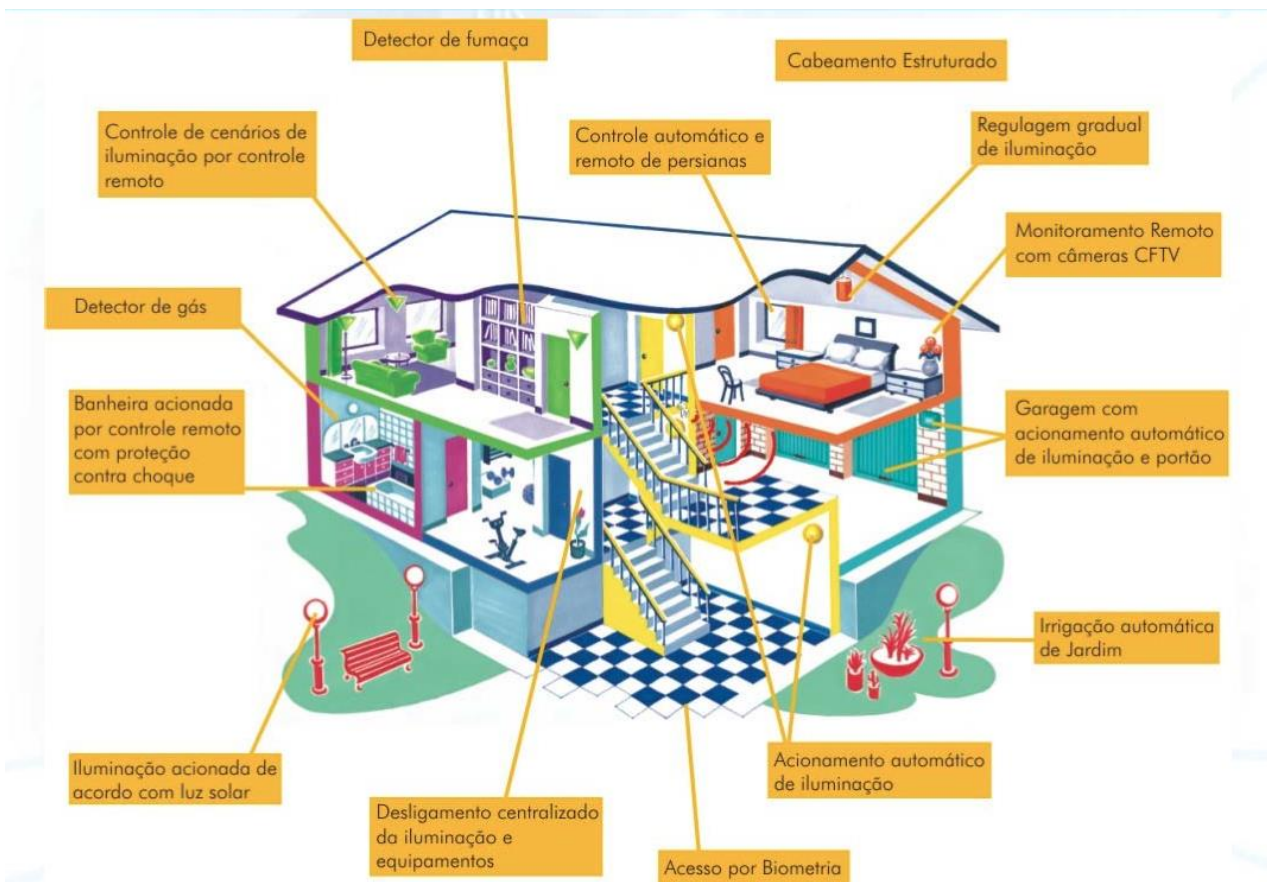 Detector de fumaça
Cabeamento Estruturado
Controle de cenários de
iluminação por controle
remoto
Controle automático e
remoto de persianas
Regulagem gradual
de iluminação
Monitoramento Remoto
com câmeras CFTV
Detector de gás
Banheira acionada
por controle remoto
com proteção
contra choque
Garagem com
acionamento automático
de iluminação e portão
Irrigação automática
de Jardim
Iluminação acionada de
acordo com luz solar
Acionamento automático
de iluminação
Desligamento centralizado
da iluminação e
equipamentos
Acesso por Biometria